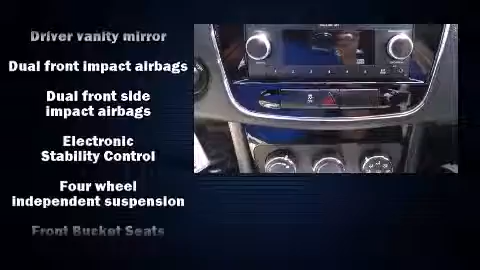 Driver vanity mirror
Dual front impact airbags
Dual front side
impact airbags
Electronic
Stability Control
Four wheel
independent suspension
Front Bucket Seats